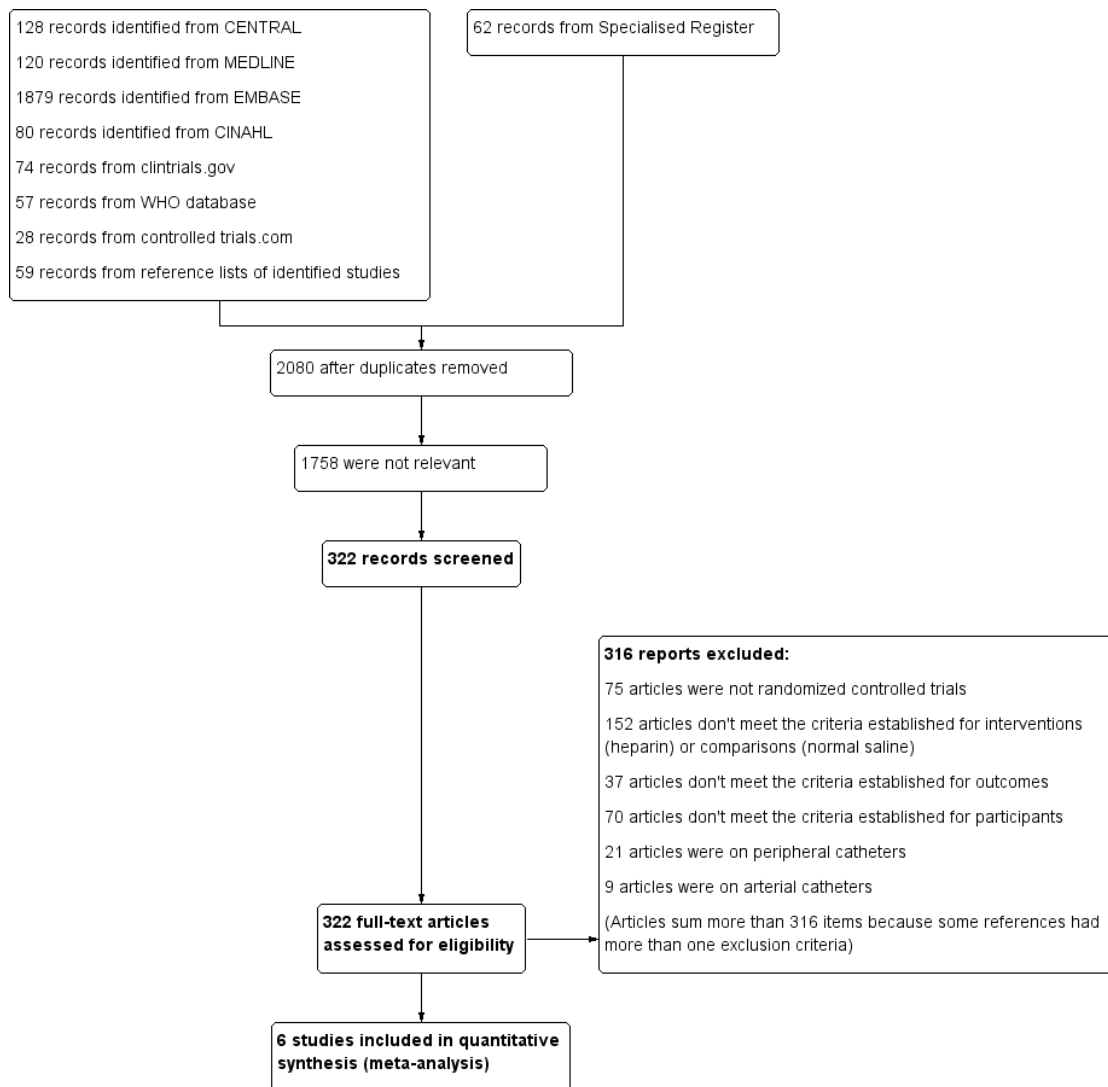 128 records identified from CENTRAL
120 records identified from MEDLINE
1879 records identified from EMBASE
80 records identified from CINAHL
74 records from clintrials.gov
57 records from WHO database
28 records from controlled trials.com
59 records from reference lists of identified studies
62 records from Specialised Register
2080 after duplicates removed
1758 were not relevant
322 records screened
316 reports excluded:
75 articles were not randomized controlled trials
152 articles don't meet the criteria established for interventions
(heparin) or comparisons (normal saline)
37 articles don't meet the criteria established for outcomes
70 articles don't meet the criteria established for participants
21 articles were on peripheral catheters
9 articles were on arterial catheters
(Articles sum more than 316 items because some references had
more than one exclusion criteria)
322 full-text articles
assessed for eligibility
6 studies included in quantitative
synthesis (meta-analysis)